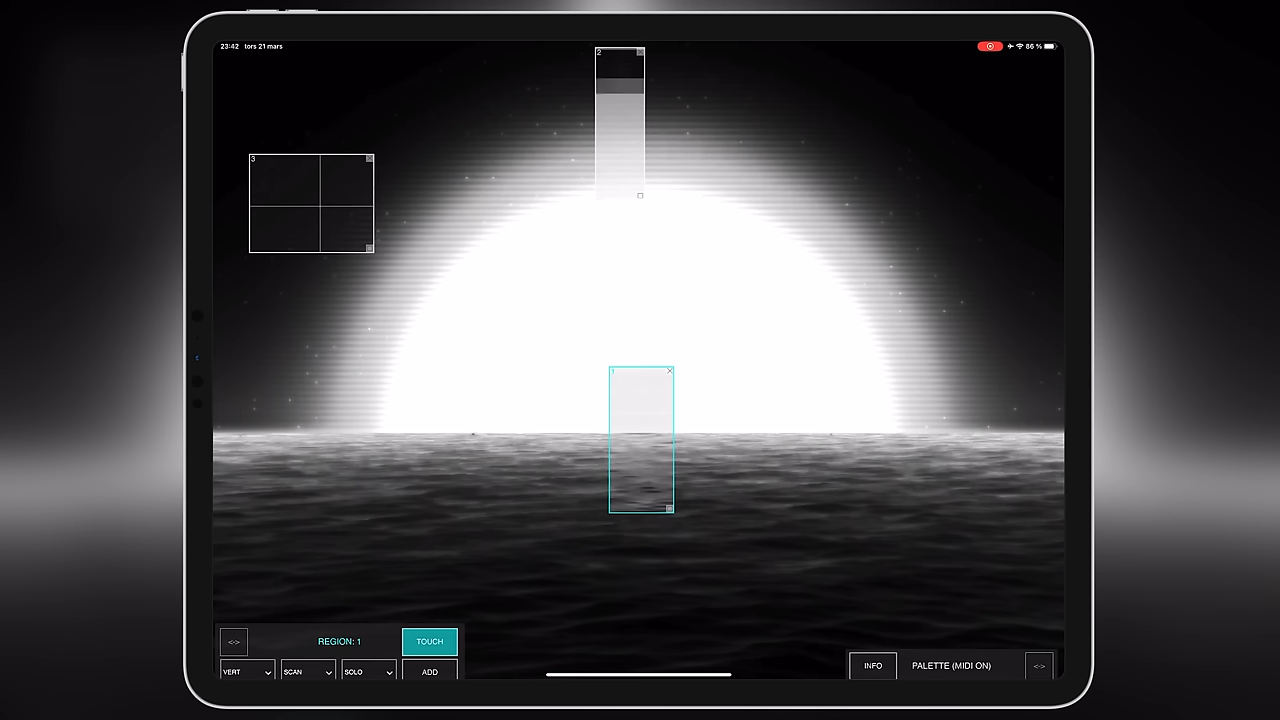 23:42 tors 21 mars
86 %
2
3
1
<-> REGION: 1 TOUCH
VERT SCAN SOLO ADD
INFO PALETTE (MIDI ON) <->